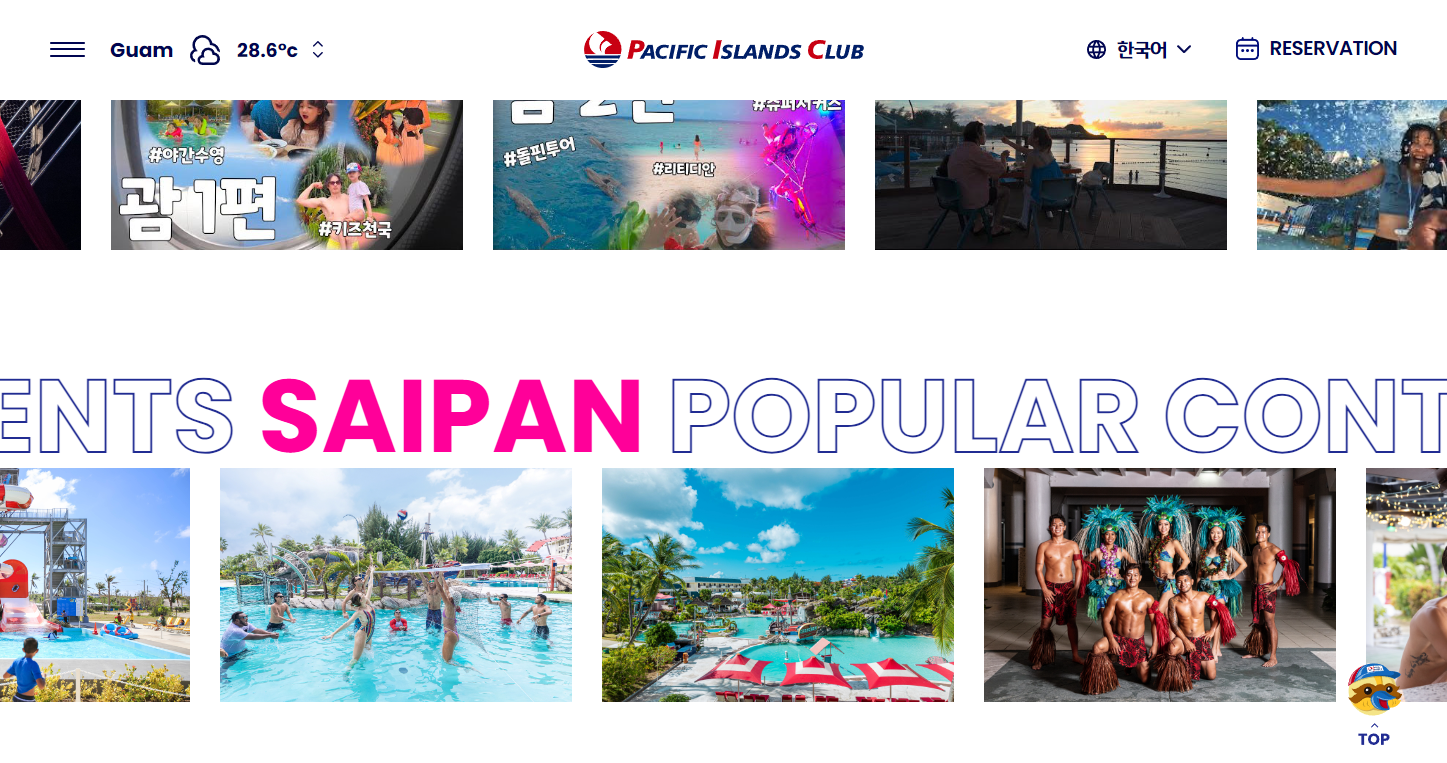 Guam 28.6°c
PACIFIC ISLANDS CLUB
한국어
RESERVATION
#야간수영
괌 1편
#키즈천국
#돌핀투어
#리티디안
#슈퍼서커스
ENTS SAIPAN POPULAR CONT
TOP